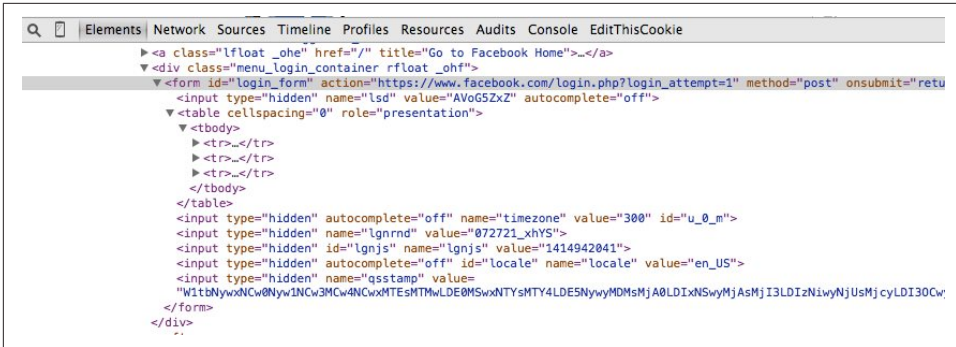 Elements Network Sources Timeline Profiles Resources Audits Console EditThisCookie
▶<a class="lfloat _ohe" href="/" title="Go to Facebook Home">…</a>
▼<div class="menu_login_container rfloat _ohf">
▼<form id="login_form" action="https://www.facebook.com/login.php?login_attempt=1" method="post" onsubmit="retu
<input type="hidden" name="lsd" value="AVoG5ZxZ" autocomplete="off">
▼<table cellspacing="0" role="presentation">
▼<tbody>
▶<tr>…</tr>
▶<tr>…</tr>
▶<tr>…</tr>
</tbody>
</table>
<input type="hidden" autocomplete="off" name="timezone" value="300" id="u_0_m">
<input type="hidden" name="lgnrnd" value="072721_xhYS">
<input type="hidden" id="lgnjs" name="lgnjs" value="1414942041">
<input type="hidden" autocomplete="off" id="locale" name="locale" value="en_US">
<input type="hidden" name="qsstamp" value=
"W1tbNywxNCw0Nyw1NCw3MCw4NCwxMTEsMTMwLDE0MSwxNTYsMTY4LDE5NywyMDMsMjA0LDIxNSwyMjAsMjI3LDIzNiwyNjUsMjcyLDI3OCwy
</form>
</div>